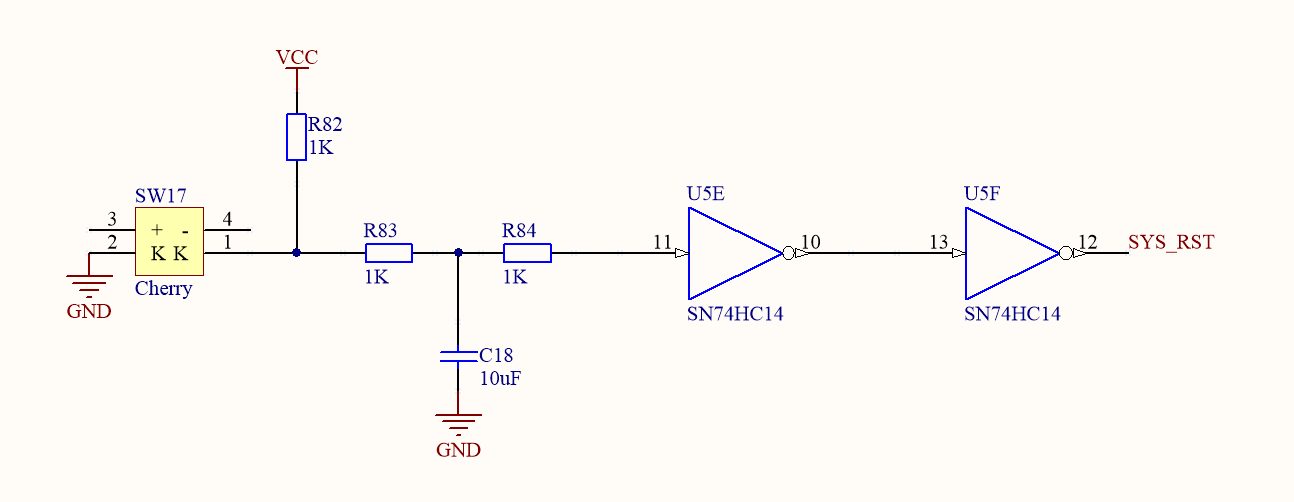 VCC
R82
1K
SW17
3
4
+ -
2
1
K K
Cherry
GND
R83
1K
R84
1K
C18
10uF
GND
U5E
11
10
SN74HC14
U5F
13
12
SN74HC14
SYS_RST